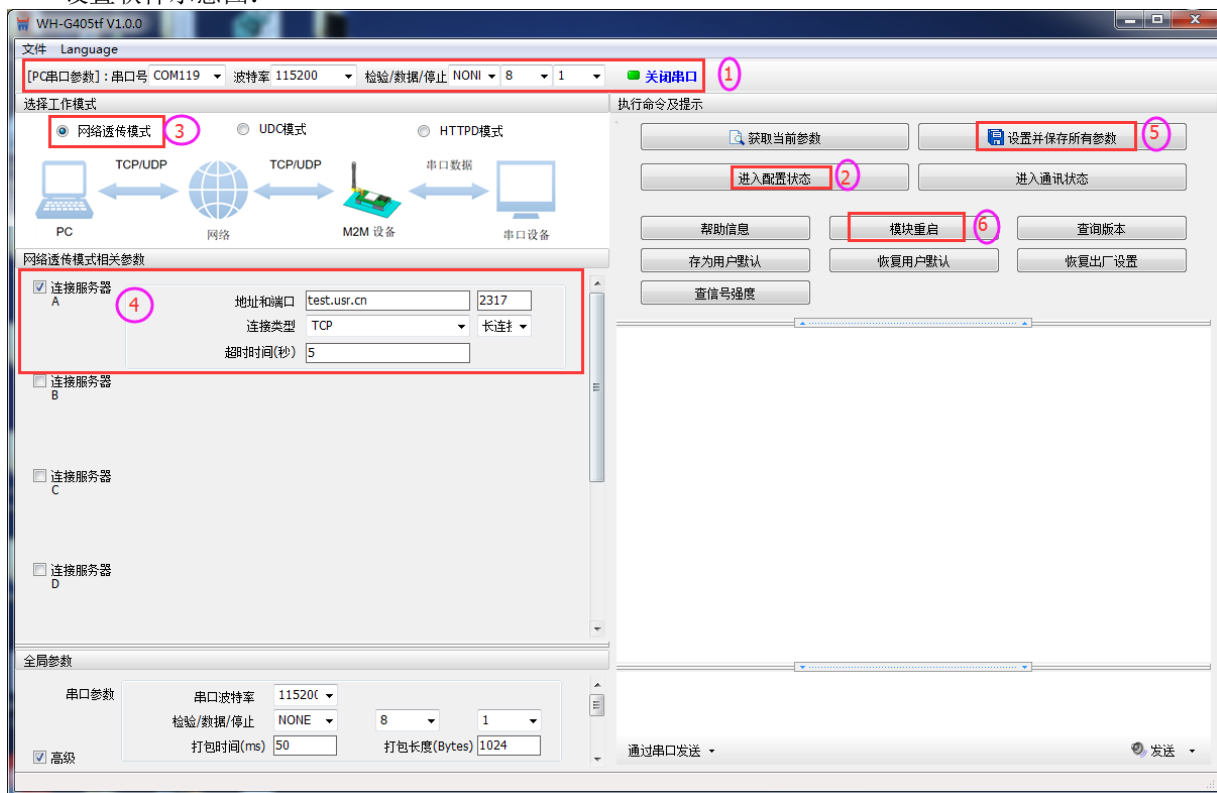 设置软件示意图:
WH-G405tf V1.0.0
文件 Language
[PC串口参数]：串口号 COM119 波特率 115200 检验/数据/停止 NONI 8 1 关闭串口 1
选择工作模式
网络透传模式 3 UDC模式 HTTPD模式
TCP/UDP TCP/UDP 串口数据
PC 网络 M2M 设备 串口设备
网络透传模式相关参数
连接服务器
A
4
地址和端口 test.usr.cn 2317
连接类型 TCP 长连
超时时间(秒) 5
连接服务器
B
连接服务器
C
连接服务器
D
全局参数
串口参数 串口波特率 11520(
检验/数据/停止 NONE 8 1
打包时间(ms) 50 打包长度(Bytes) 1024
高级
执行命令及提示
获取当前参数 设置并保存所有参数 5
进入配置状态 2 进入通讯状态
帮助信息 模块重启 6 查询版本
存为用户默认 恢复用户默认 恢复出厂设置
查信号强度
通过串口发送 发送